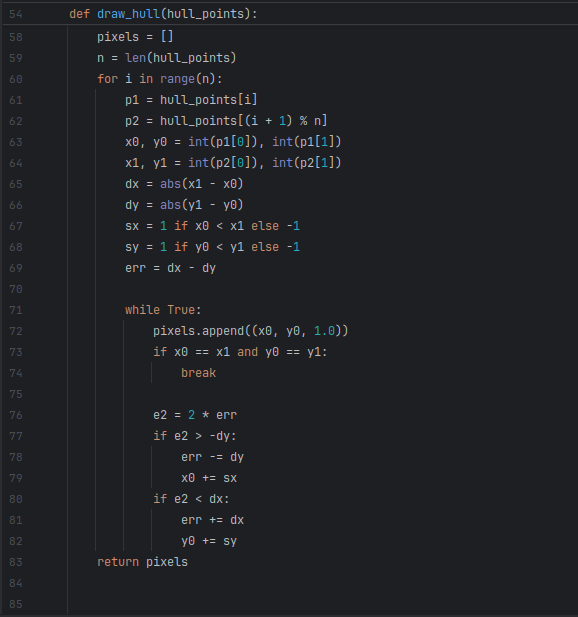 54 def draw_hull(hull_points):
58 pixels = []
59 n = len(hull_points)
60 for i in range(n):
61 p1 = hull_points[i]
62 p2 = hull_points[(i + 1) % n]
63 x0, y0 = int(p1[0]), int(p1[1])
64 x1, y1 = int(p2[0]), int(p2[1])
65 dx = abs(x1 - x0)
66 dy = abs(y1 - y0)
67 sx = 1 if x0 < x1 else -1
68 sy = 1 if y0 < y1 else -1
69 err = dx - dy
70
71 while True:
72 pixels.append((x0, y0, 1.0))
73 if x0 == x1 and y0 == y1:
74 break
75
76 e2 = 2 * err
77 if e2 > -dy:
78 err -= dy
79 x0 += sx
80 if e2 < dx:
81 err += dx
82 y0 += sy
83 return pixels
84
85